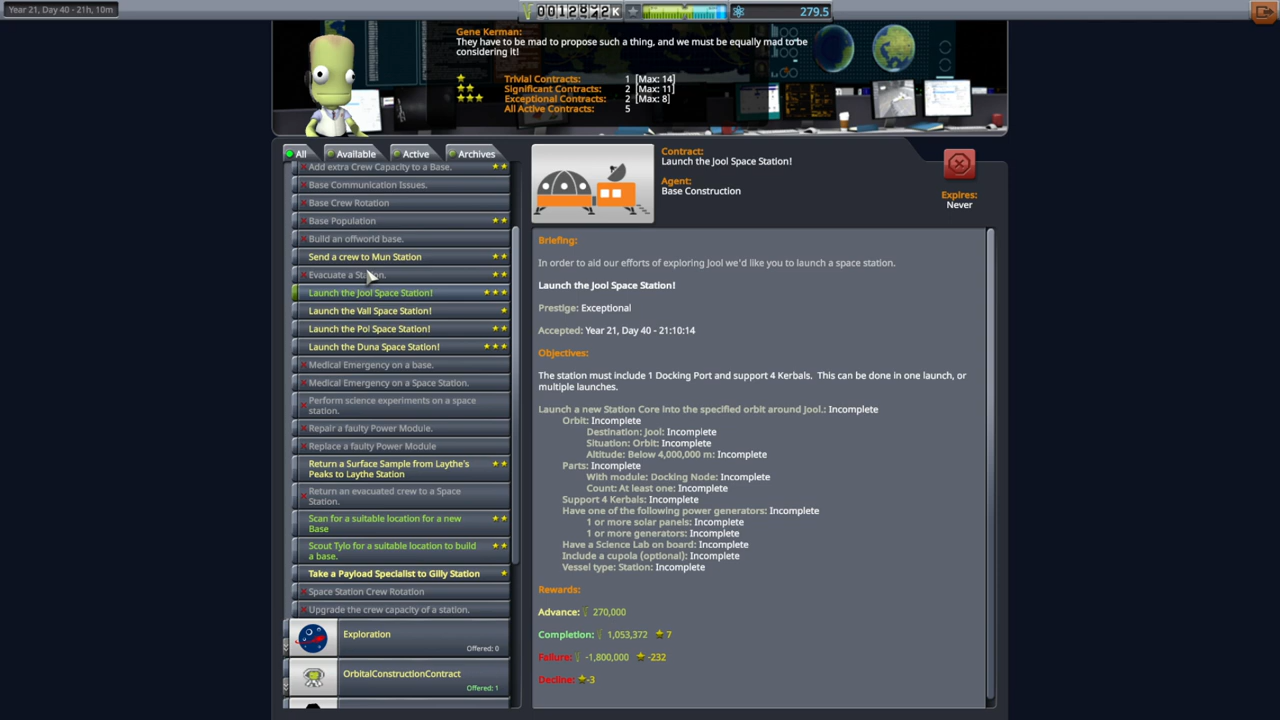 Year 21, Day 40 - 21h, 10m
279.5
Gene Kerman:
They have to be mad to propose such a thing, and we must be equally mad to be
considering it!
Trivial Contracts: 1 [Max: 14]
Significant Contracts: 2 [Max: 11]
Exceptional Contracts: 2 [Max: 8]
All Active Contracts: 5
All Available Active Archives
Add extra Crew Capacity to a Base.
Base Communication Issues.
Base Crew Rotation
Base Population
Build an offworld base.
Send a crew to Mun Station
Evacuate a Station.
Launch the Jool Space Station!
Launch the Vall Space Station!
Launch the Pol Space Station!
Launch the Duna Space Station!
Medical Emergency on a base.
Medical Emergency on a Space Station.
Perform science experiments on a space
station.
Repair a faulty Power Module.
Replace a faulty Power Module
Return a Surface Sample from Laythe's
Peaks to Laythe Station
Return an evacuated crew to a Space
Station.
Scan for a suitable location for a new
Base
Scout Tylo for a suitable location to build
a base.
Take a Payload Specialist to Gilly Station
Space Station Crew Rotation
Upgrade the crew capacity of a station.
Exploration
Offered: 0
OrbitalConstructionContract
Offered: 1
Contract:
Launch the Jool Space Station!
Agent:
Base Construction
Expires:
Never
Briefing:
In order to aid our efforts of exploring Jool we'd like you to launch a space station.
Launch the Jool Space Station!
Prestige: Exceptional
Accepted: Year 21, Day 40 - 21:10:14
Objectives:
The station must include 1 Docking Port and support 4 Kerbals. This can be done in one launch, or
multiple launches.
Launch a new Station Core into the specified orbit around Jool.: Incomplete
Orbit: Incomplete
Destination: Jool: Incomplete
Situation: Orbit: Incomplete
Altitude: Below 4,000,000 m: Incomplete
Parts: Incomplete
With module: Docking Node: Incomplete
Count: At least one: Incomplete
Support 4 Kerbals: Incomplete
Have one of the following power generators: Incomplete
1 or more solar panels: Incomplete
1 or more generators: Incomplete
Have a Science Lab on board: Incomplete
Include a cupola (optional): Incomplete
Vessel type: Station: Incomplete
Rewards:
Advance: 270,000
Completion: 1,053,372 7
Failure: -1,800,000 -232
Decline: -3